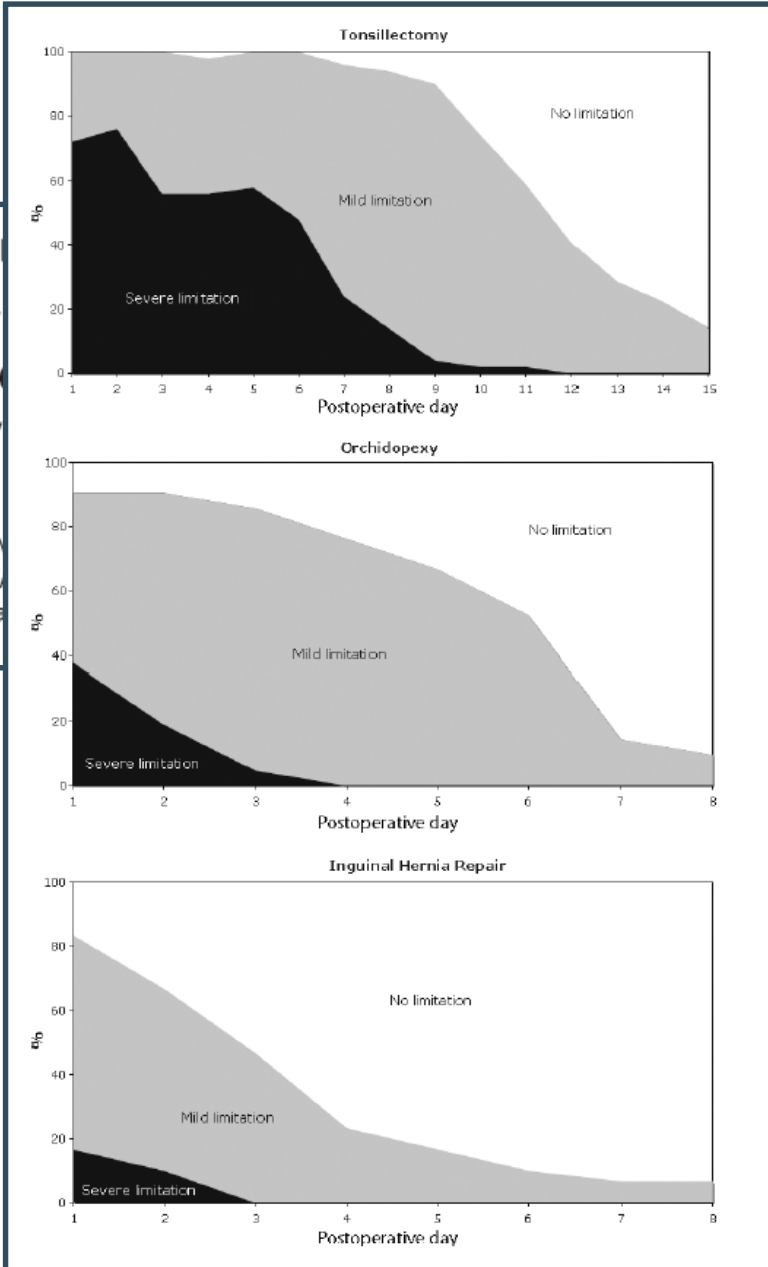 Tonsillectomy
100
80
60
40
20
0
%
No limitation
Mild limitation
Severe limitation
1 2 3 4 5 6 7 8 9 10 11 12 13 14 15
Postoperative day
Orchidopexy
100
80
60
40
20
0
%
No limitation
Mild limitation
Severe limitation
1 2 3 4 5 6 7 8
Postoperative day
Inguinal Hernia Repair
100
80
60
40
20
0
%
No limitation
Mild limitation
Severe limitation
1 2 3 4 5 6 7 8
Postoperative day